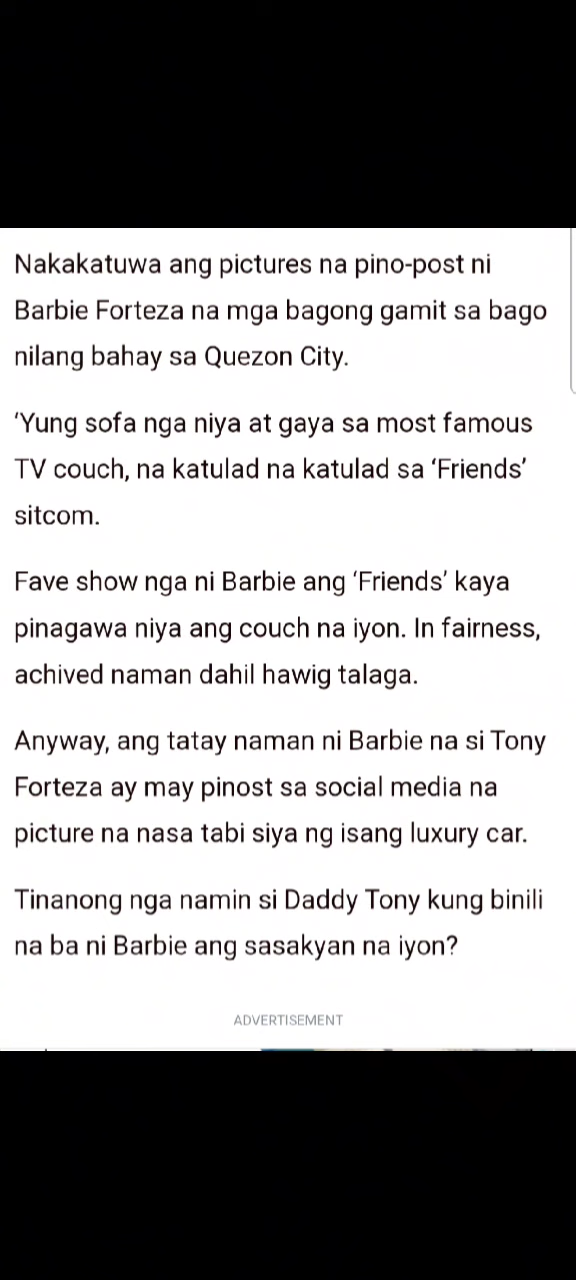 Nakakatuwa ang pictures na pino-post ni
Barbie Forteza na mga bagong gamit sa bago
nilang bahay sa Quezon City.
‘Yung sofa nga niya at gaya sa most famous
TV couch, na katulad na katulad sa ‘Friends’
sitcom.
Fave show nga ni Barbie ang ‘Friends’ kaya
pinagawa niya ang couch na iyon. In fairness,
achived naman dahil hawig talaga.
Anyway, ang tatay naman ni Barbie na si Tony
Forteza ay may pinost sa social media na
picture na nasa tabi siya ng isang luxury car.
Tinanong nga namin si Daddy Tony kung binili
na ba ni Barbie ang sasakyan na iyon?
ADVERTISEMENT